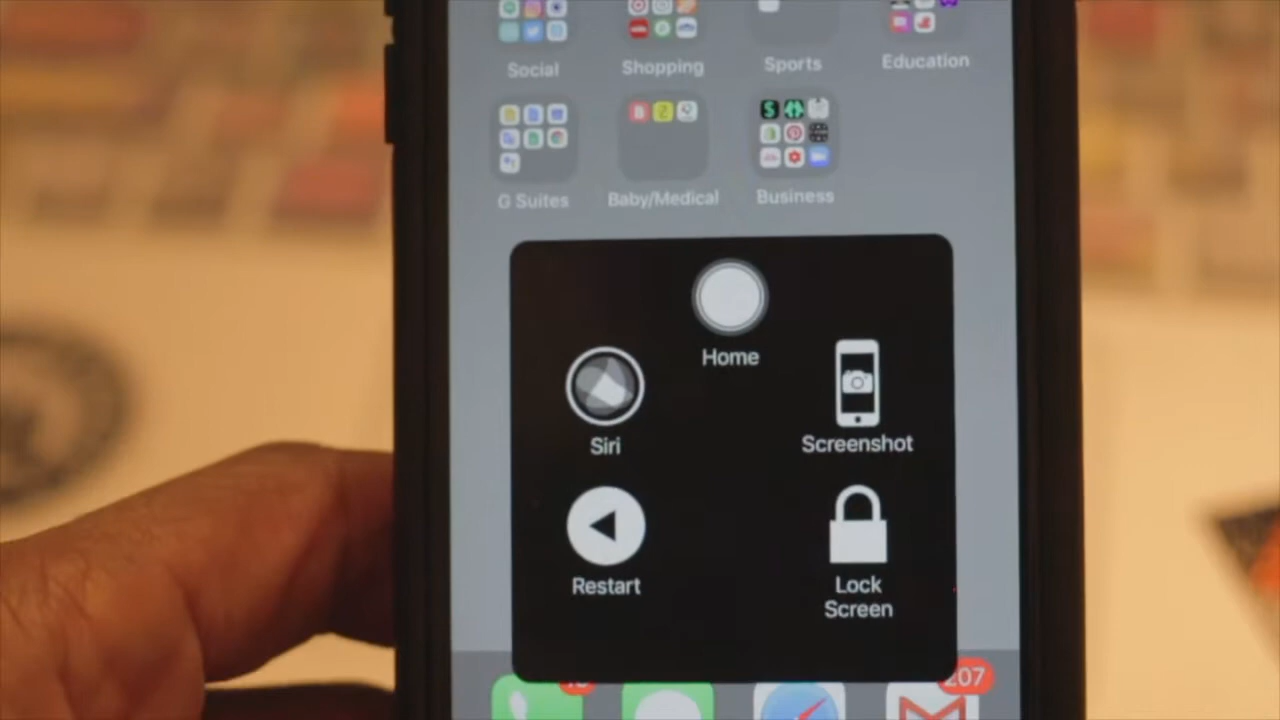 Social
Shopping
Sports
Education
G Suites
Baby/Medical
Business
Home
Siri
Screenshot
Restart
Lock
Screen
207